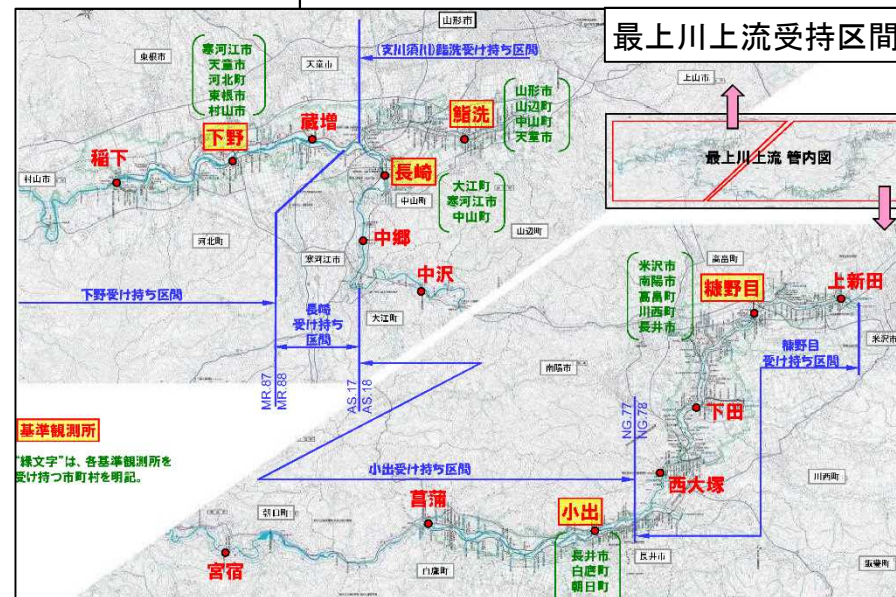 最上川上流受持区間
山形市
(支川須川)鮨洗受け持ち区間
東根市
寒河江市
天童市
河北町
東根市
村山市
天童市
上山市
山形市
山辺町
中山町
天童市
鮨洗
蔵増
下野
稲下
村山市
長崎
中山町
大江町
寒河江市
中山町
最上川上流 管内図
河北町
寒河江市
中郷
山辺町
中沢
下野受け持ち区間
長崎
受け持ち
区間
大江町
MR.87
MR.88
AS.17
AS.18
米沢市
南陽市
高畠町
川西町
長井市
高畠町
糠野目
上新田
米沢市
糠野目
受け持ち区間
南陽市
NG.77
NG.78
下田
基準観測所
"緑文字"は、各基準観測所を
受け持つ市町村を明記。
小出受け持ち区間
西大塚
川西町
朝日町
菖蒲
小出
宮宿
白鷹町
長井市
白鷹町
朝日町
長井市
飯豊町